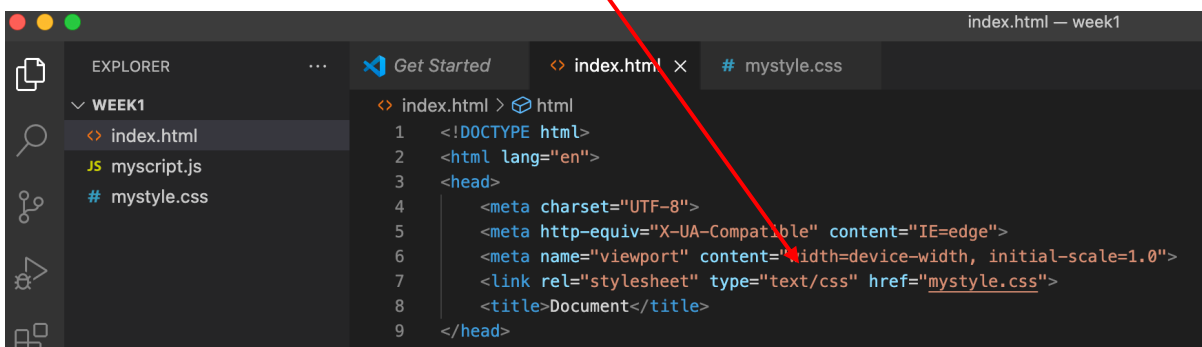 index.html — week1
EXPLORER ...
Get Started
<> index.html ×
# mystyle.css
WEEK1
<> index.html
JS myscript.js
# mystyle.css
<> index.html > html
1 <!DOCTYPE html>
2 <html lang="en">
3 <head>
4 <meta charset="UTF-8">
5 <meta http-equiv="X-UA-Compatible" content="IE=edge">
6 <meta name="viewport" content="width=device-width, initial-scale=1.0">
7 <link rel="stylesheet" type="text/css" href="mystyle.css">
8 <title>Document</title>
9 </head>